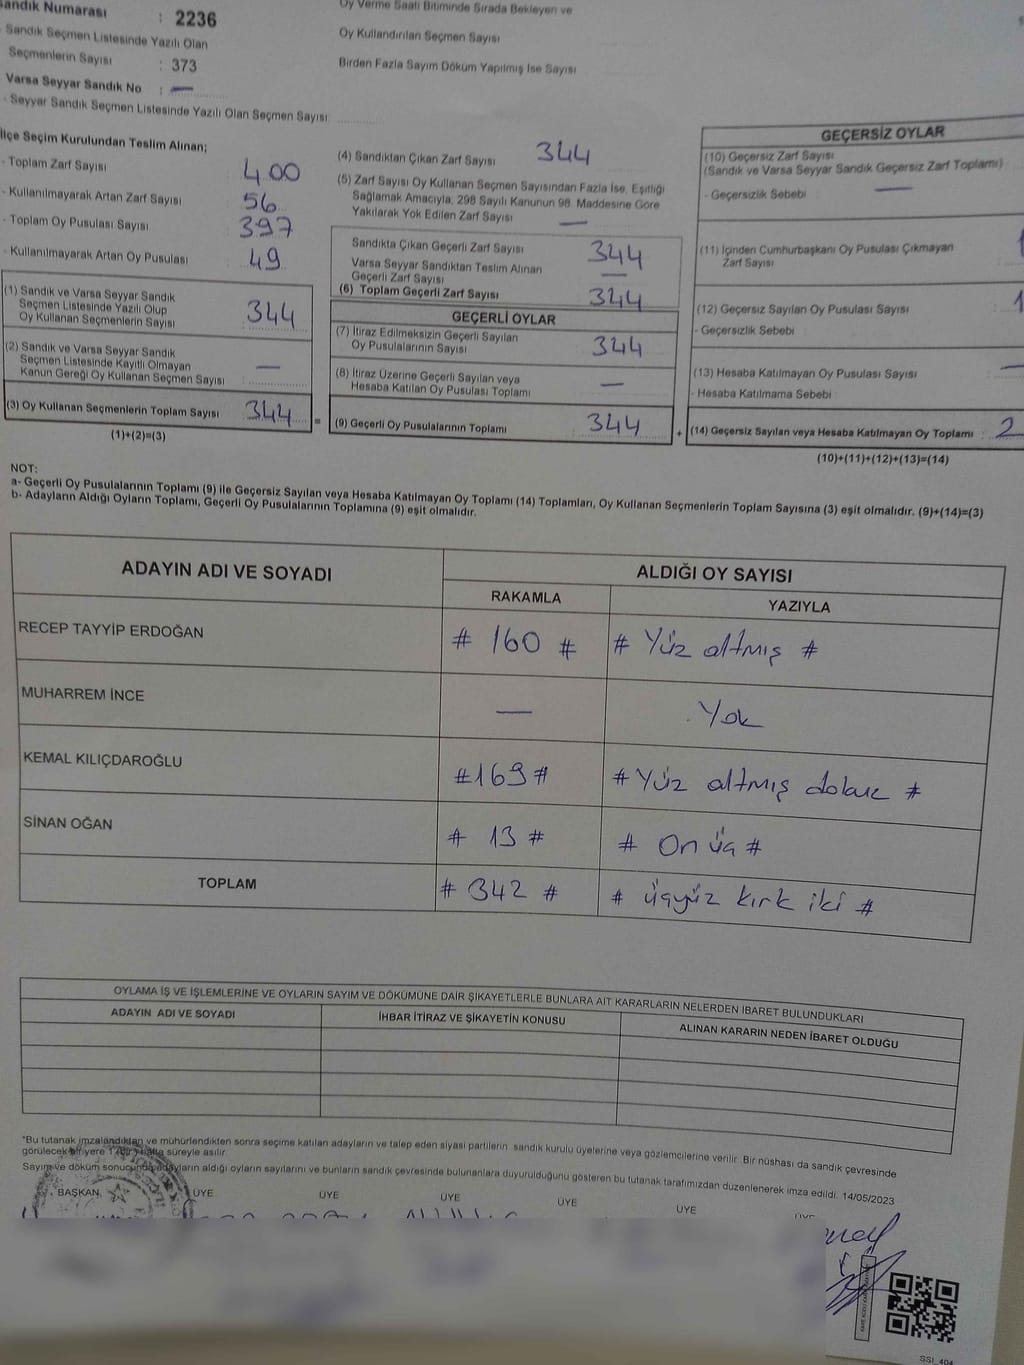 Sandık Numarası : 2236
- Sandık Seçmen Listesinde Yazılı Olan
Seçmenlerin Sayısı : 373
Varsa Seyyar Sandık No : —
- Seyyar Sandık Seçmen Listesinde Yazılı Olan Seçmen Sayısı:
Oy Verme Saati Bitiminde Sırada Bekleyen ve
Oy Kullandırılan Seçmen Sayısı
Birden Fazla Sayım Döküm Yapılmış İse Sayısı
İlçe Seçim Kurulundan Teslim Alınan;
- Toplam Zarf Sayısı 400
- Kullanılmayarak Artan Zarf Sayısı 56
- Toplam Oy Pusulası Sayısı 397
- Kullanılmayarak Artan Oy Pusulası 49
(1) Sandık ve Varsa Seyyar Sandık
Seçmen Listesinde Yazılı Olup
Oy Kullanan Seçmenlerin Sayısı 344
(2) Sandık ve Varsa Seyyar Sandık
Seçmen Listesinde Kayıtlı Olmayan
Kanun Gereği Oy Kullanan Seçmen Sayısı : —
(3) Oy Kullanan Seçmenlerin Toplam Sayısı 344 =
(1)+(2)=(3)
(4) Sandıktan Çıkan Zarf Sayısı 344
(5) Zarf Sayısı Oy Kullanan Seçmen Sayısından Fazla İse, Eşitliği
Sağlamak Amacıyla, 298 Sayılı Kanunun 98. Maddesine Göre
Yakılarak Yok Edilen Zarf Sayısı —
Sandıkta Çıkan Geçerli Zarf Sayısı 344
Varsa Seyyar Sandıktan Teslim Alınan
Geçerli Zarf Sayısı —
(6) Toplam Geçerli Zarf Sayısı 344
GEÇERLİ OYLAR
(7) İtiraz Edilmeksizin Geçerli Sayılan
Oy Pusulalarının Sayısı 344
(8) İtiraz Üzerine Geçerli Sayılan veya
Hesaba Katılan Oy Pusulası Toplamı —
(9) Geçerli Oy Pusulalarının Toplamı 344 +
GEÇERSİZ OYLAR
(10) Geçersiz Zarf Sayısı
(Sandık ve Varsa Seyyar Sandık Geçersiz Zarf Toplamı) :
- Geçersizlik Sebebi : —
(11) İçinden Cumhurbaşkanı Oy Pusulası Çıkmayan
Zarf Sayısı 1
(12) Geçersiz Sayılan Oy Pusulası Sayısı : 1
- Geçersizlik Sebebi :
(13) Hesaba Katılmayan Oy Pusulası Sayısı : —
- Hesaba Katılmama Sebebi :
(14) Geçersiz Sayılan veya Hesaba Katılmayan Oy Toplamı : 2
(10)+(11)+(12)+(13)=(14)
NOT:
a- Geçerli Oy Pusulalarının Toplamı (9) ile Geçersiz Sayılan veya Hesaba Katılmayan Oy Toplamı (14) Toplamları, Oy Kullanan Seçmenlerin Toplam Sayısına (3) eşit olmalıdır. (9)+(14)=(3)
b- Adayların Aldığı Oyların Toplamı, Geçerli Oy Pusulalarının Toplamına (9) eşit olmalıdır.
ADAYIN ADI VE SOYADI
ALDIĞI OY SAYISI
RAKAMLA YAZIYLA
RECEP TAYYİP ERDOĞAN # 160 # # Yüz altmış #
MUHARREM İNCE — Yok
KEMAL KILIÇDAROĞLU #169# # Yüz altmış dokuz #
SİNAN OĞAN # 13 # # On üç #
TOPLAM # 342 # # üçyüz kırk iki #
OYLAMA İŞ VE İŞLEMLERİNE VE OYLARIN SAYIM VE DÖKÜMÜNE DAİR ŞİKAYETLERLE BUNLARA AİT KARARLARIN NELERDEN İBARET BULUNDUKLARI
ADAYIN ADI VE SOYADI İHBAR İTİRAZ VE ŞİKAYETİN KONUSU ALINAN KARARIN NEDEN İBARET OLDUĞU
*Bu tutanak imzalandıktan ve mühürlendikten sonra seçime katılan adayların ve talep eden siyasi partilerin sandık kurulu üyelerine veya gözlemcilerine verilir. Bir nüshası da sandık çevresinde
görülecek bir yere 1 hafta süreyle asılır.
Sayım ve döküm sonucunda adayların aldığı oyların sayılarını ve bunların sandık çevresinde bulunanlara duyurulduğunu gösteren bu tutanak tarafımızdan düzenlenerek imza edildi. 14/05/2023
BAŞKAN ÜYE ÜYE ÜYE ÜYE ÜYE
SSI_404